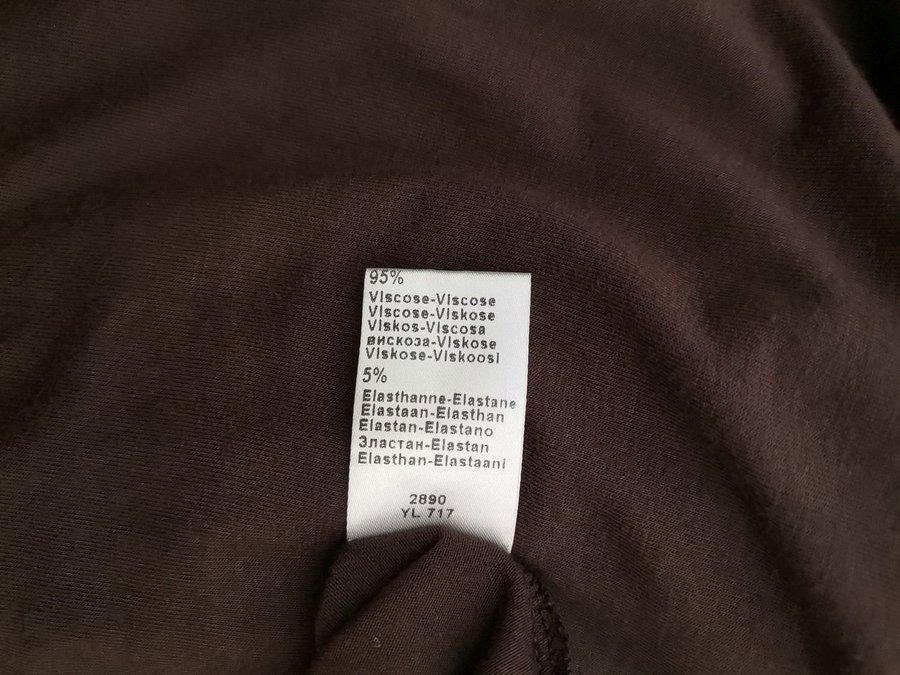 95%
Viscose-Viscose
Viscose-Viskose
Viskos-Viscosa
вискоза-Viskose
Viskose-Viskoosi
5%
Elasthanne-Elastane
Elastaan-Elasthan
Elastan-Elastano
Эластан-Elastan
Elasthan-Elastaani
2890
YL 717